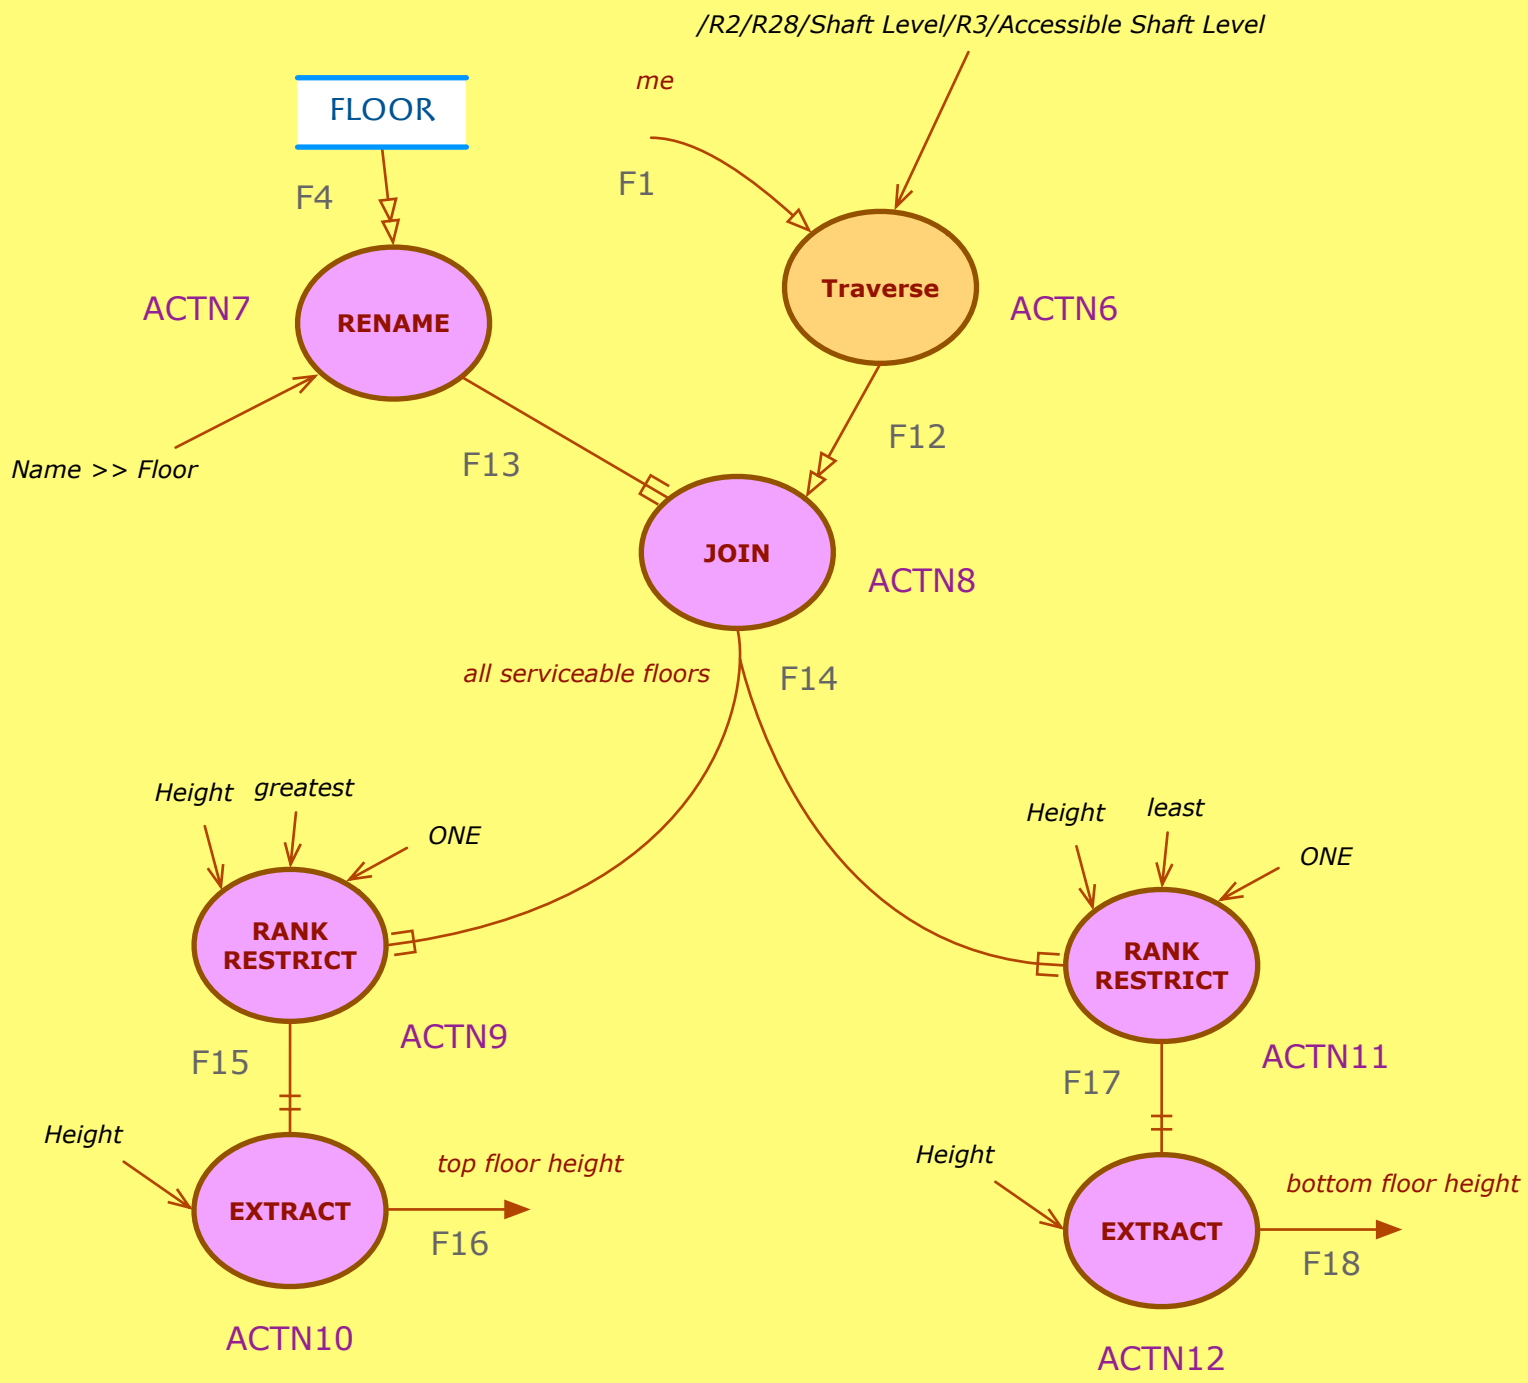 /R2/R28/Shaft Level/R3/Accessible Shaft Level
me
FLOOR
F4
F1
Traverse
ACTN6
ACTN7
RENAME
Name >> Floor
F13
F12
JOIN
ACTN8
all serviceable floors
F14
Height
greatest
ONE
Height
least
ONE
RANK
RESTRICT
RANK
RESTRICT
ACTN9
F15
ACTN11
F17
Height
top floor height
EXTRACT
F16
ACTN10
Height
bottom floor height
EXTRACT
F18
ACTN12